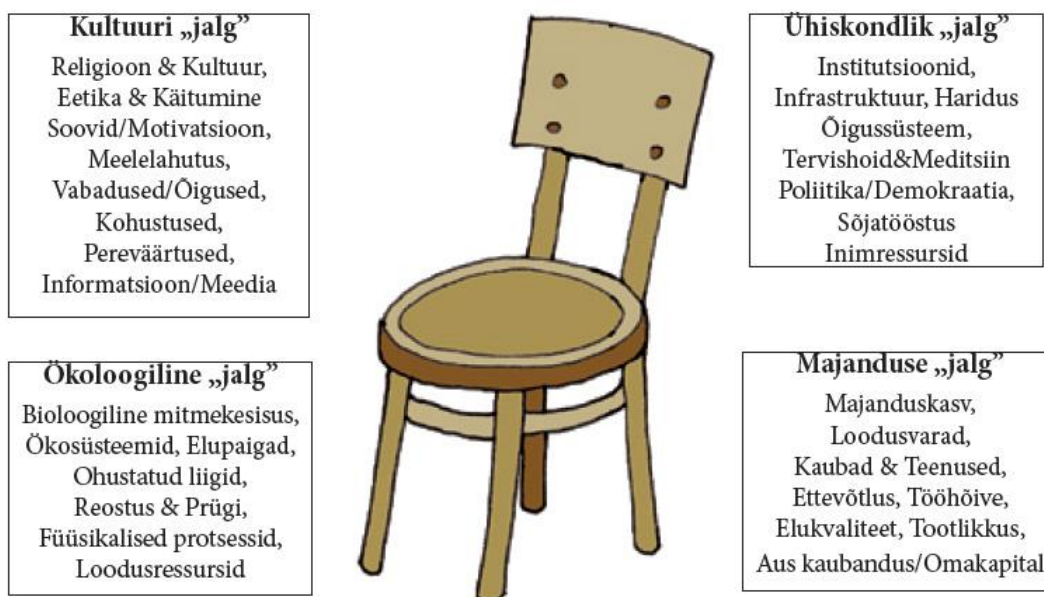 Kultuuri „jalg”
Religioon & Kultuur,
Eetika & Käitumine
Soovid/Motivatsioon,
Meelelahutus,
Vabadused/Õigused,
Kohustused,
Pereväärtused,
Informatsioon/Meedia
Ühiskondlik „jalg”
Institutsioonid,
Infrastruktuur, Haridus
Õigussüsteem,
Tervishoid&Meditsiin
Poliitika/Demokraatia,
Sõjatööstus
Inimressursid
Ökoloogiline „jalg”
Bioloogiline mitmekesisus,
Ökosüsteemid, Elupaigad,
Ohustatud liigid,
Reostus & Prügi,
Füüsikalised protsessid,
Loodusressursid
Majanduse „jalg”
Majanduskasv,
Loodusvarad,
Kaubad & Teenused,
Ettevõtlus, Tööhõive,
Elukvaliteet, Tootlikkus,
Aus kaubandus/Omakapital